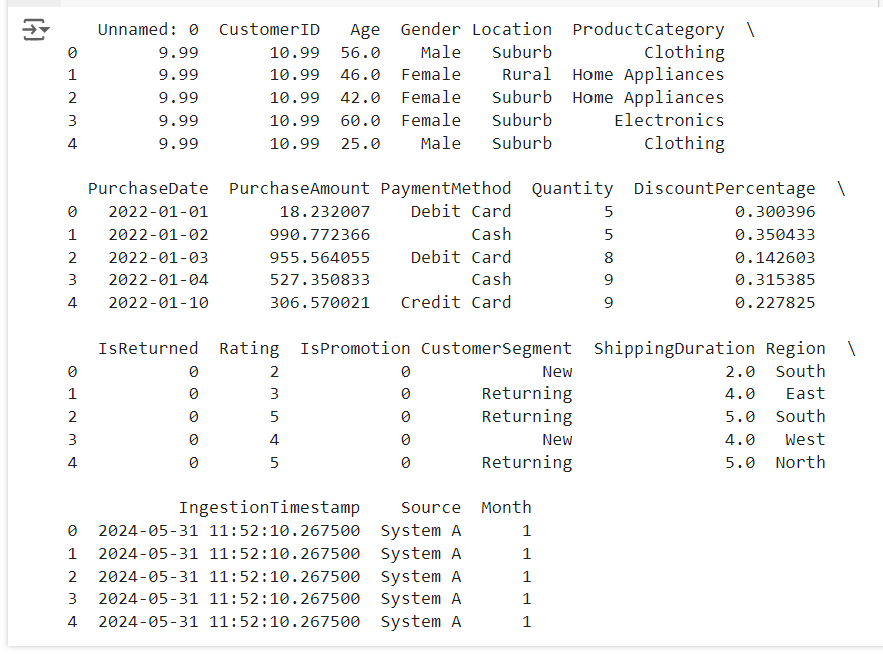 Unnamed: 0  CustomerID   Age  Gender Location  ProductCategory  \
0        9.99       10.99  56.0    Male   Suburb         Clothing
1        9.99       10.99  46.0  Female    Rural  Home Appliances
2        9.99       10.99  42.0  Female   Suburb  Home Appliances
3        9.99       10.99  60.0  Female   Suburb      Electronics
4        9.99       10.99  25.0    Male   Suburb         Clothing
PurchaseDate  PurchaseAmount PaymentMethod  Quantity  DiscountPercentage  \
0   2022-01-01       18.232007    Debit Card         5            0.300396
1   2022-01-02      990.772366          Cash         5            0.350433
2   2022-01-03      955.564055    Debit Card         8            0.142603
3   2022-01-04      527.350833          Cash         9            0.315385
4   2022-01-10      306.570021   Credit Card         9            0.227825
IsReturned  Rating  IsPromotion CustomerSegment  ShippingDuration Region  \
0           0       2            0             New               2.0  South
1           0       3            0       Returning               4.0   East
2           0       5            0       Returning               5.0  South
3           0       4            0             New               4.0   West
4           0       5            0       Returning               5.0  North
IngestionTimestamp    Source  Month
0  2024-05-31 11:52:10.267500  System A      1
1  2024-05-31 11:52:10.267500  System A      1
2  2024-05-31 11:52:10.267500  System A      1
3  2024-05-31 11:52:10.267500  System A      1
4  2024-05-31 11:52:10.267500  System A      1